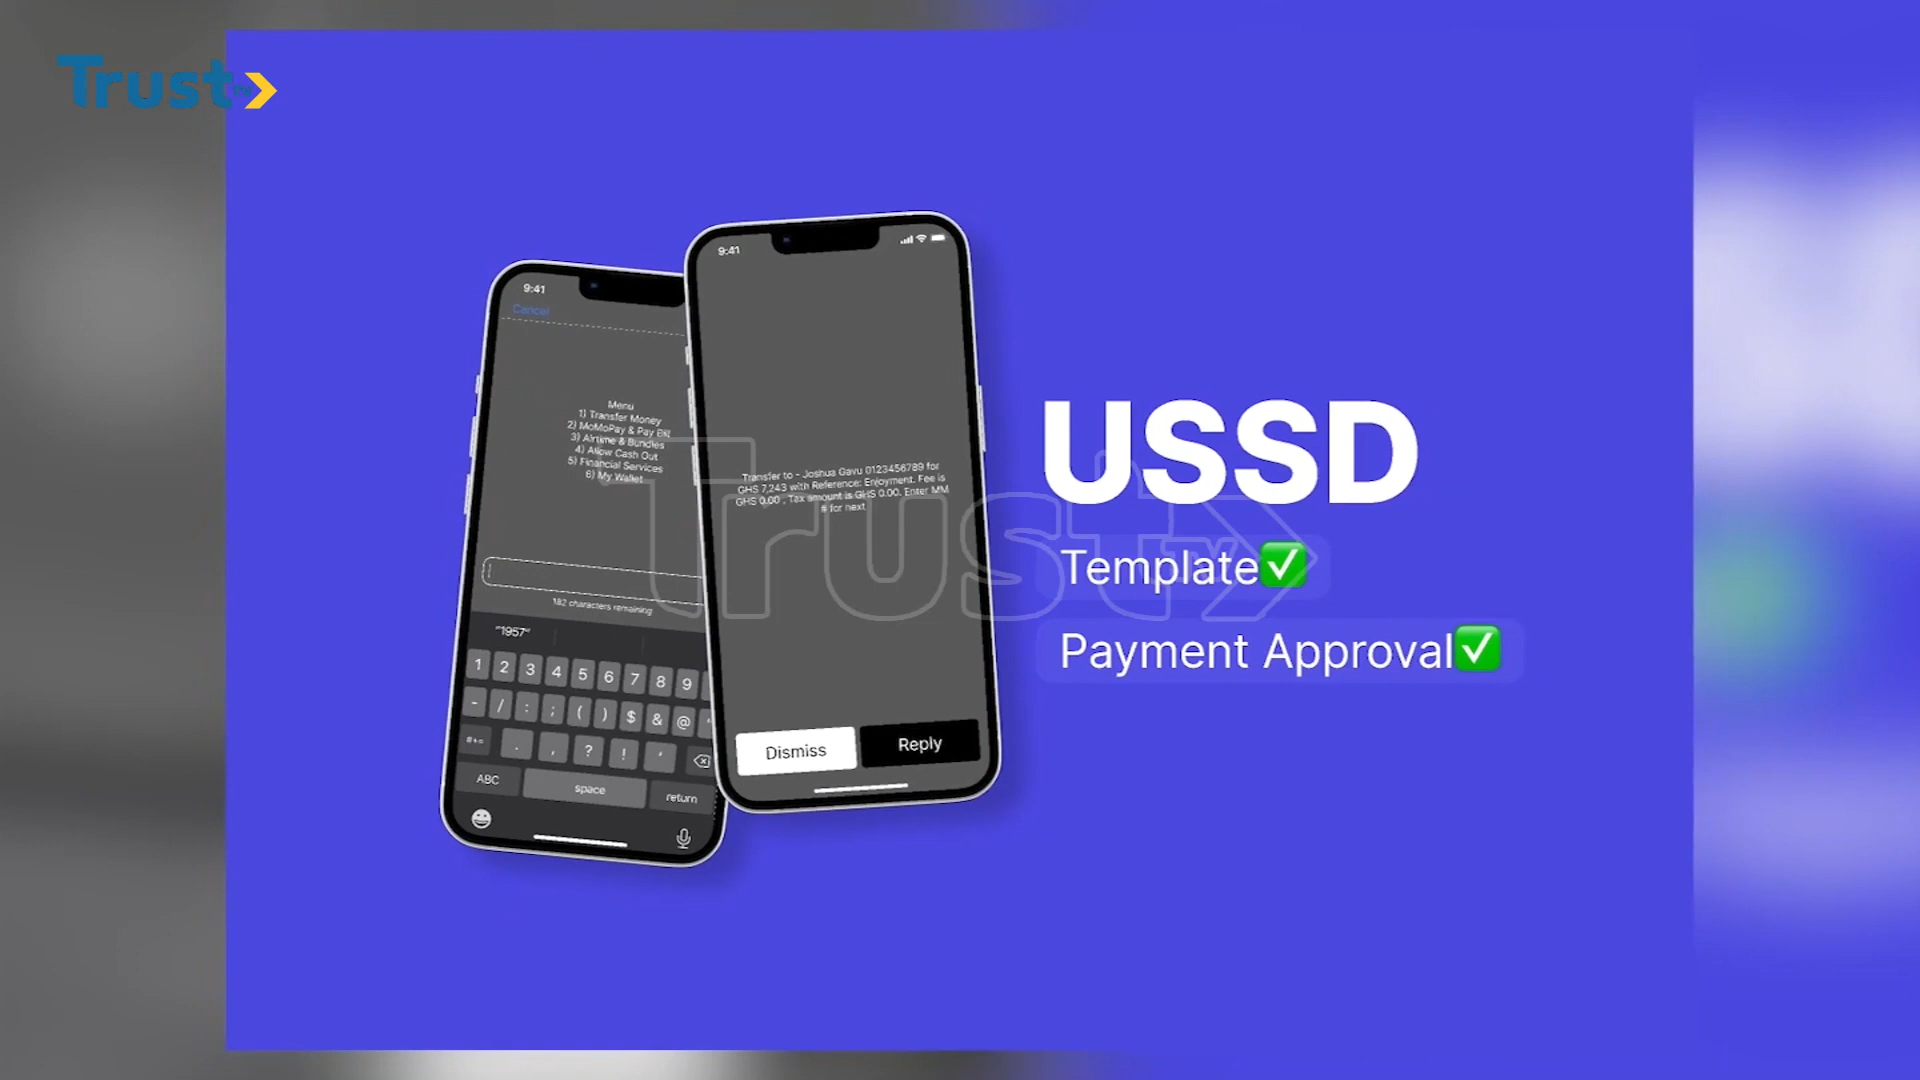 Trust TV
9:41
Cancel
Menu
1) Transfer Money
2) MoMoPay & Pay Bill
3) Airtime & Bundles
4) Allow Cash Out
5) Financial Services
6) My Wallet
182 characters remaining
"1957"
1 2 3 4 5 6 7 8 9
- / : ; ( ) $ & @ "
#+= . , ? ! '
ABC space return
9:41
Transfer to - Joshua Gavu 0123456789 for
GHS 7,243 with Reference: Enjoyment. Fee is
GHS 0.00 , Tax amount is GHS 0.00. Enter MM
# for next
Dismiss
Reply
USSD
Template✅
Payment Approval✅
Trust TV